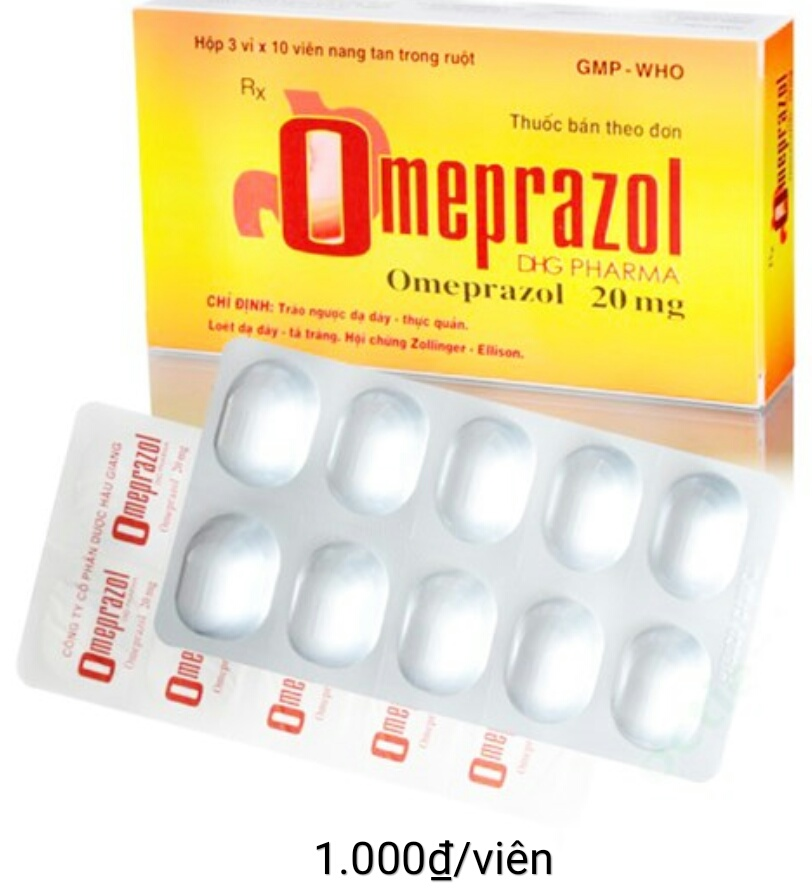 Hộp 3 vỉ x 10 viên nang tan trong ruột
GMP - WHO
Rx
Thuốc bán theo đơn
Omeprazol
DHG PHARMA
Omeprazol 20 mg
CHỈ ĐỊNH: Trào ngược dạ dày - thực quản.
Loét dạ dày - tá tràng. Hội chứng Zollinger - Ellison.
Rx
Omeprazol
CÔNG TY CỔ PHẦN DƯỢC HẬU GIANG
Omeprazol
Omeprazol 20 mg
Omeprazol
Omeprazol 20 mg
Ome
Ome
Ome
Ome
1.000₫/viên